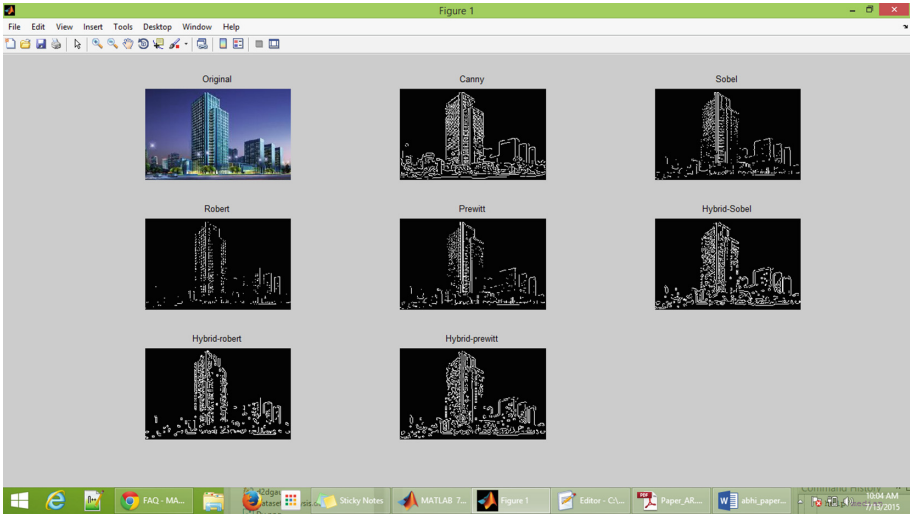 Figure 1
File Edit View Insert Tools Desktop Window Help
Original Canny Sobel
Robert Prewitt Hybrid-Sobel
Hybrid-robert Hybrid-prewitt
FAQ - MA... Sticky Notes MATLAB 7... Figure 1 Editor - C:\... Paper_AR.... abhi_paper...
Command History
10:04 AM
7/13/2015